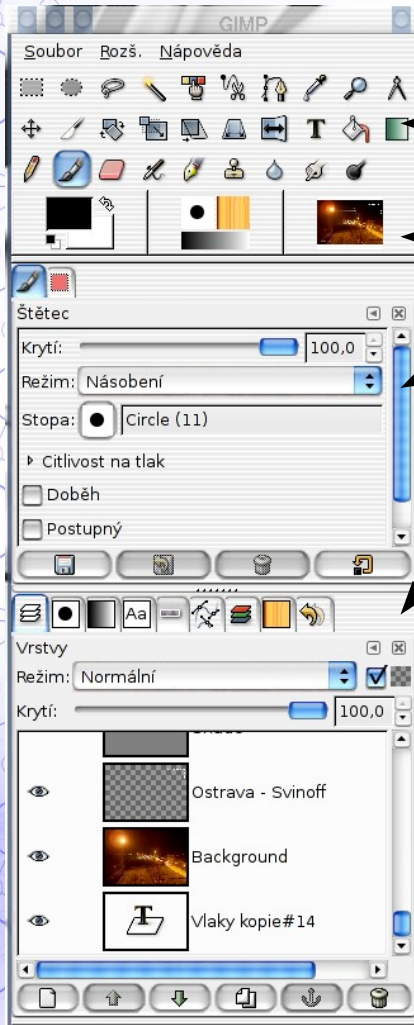 GIMP
Soubor Rozš. Nápověda
T
Štětec
Krytí: 100,0
Režim: Násobení
Stopa: Circle (11)
Citlivost na tlak
Doběh
Postupný
Aa
Vrstvy
Režim: Normální
Krytí: 100,0
Ostrava - Svinoff
Background
T Vlaky kopie#14